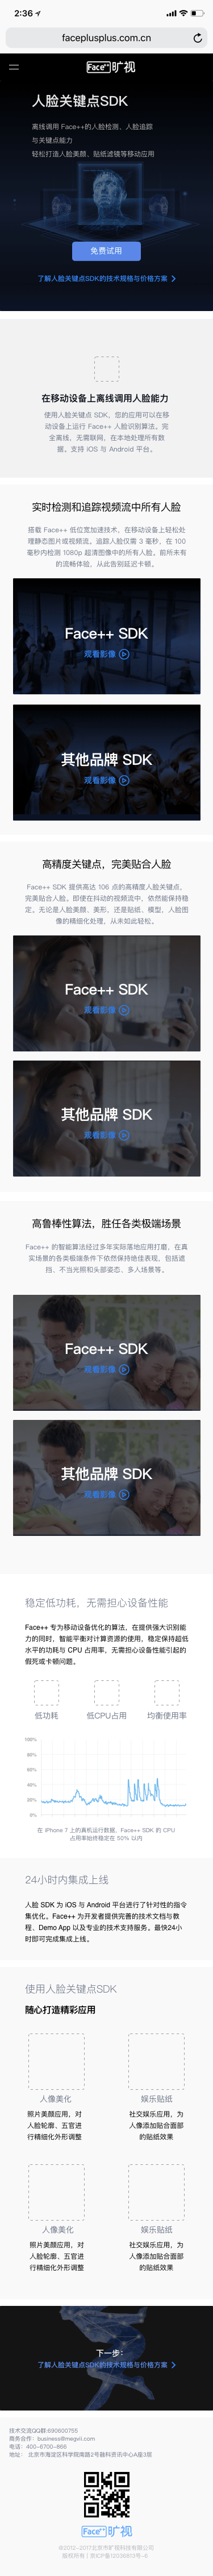 2:36
faceplusplus.com.cn
Face++ 旷视
人脸关键点SDK
离线调用 Face++的人脸检测、人脸追踪
与关键点能力
轻松打造人脸美颜、贴纸滤镜等移动应用
免费试用
了解人脸关键点SDK的技术规格与价格方案
在移动设备上离线调用人脸能力
使用人脸关键点 SDK，您的应用可以在移
动设备上运行 Face++ 人脸识别算法。完
全离线，无需联网，在本地处理所有数
据。支持 iOS 与 Android 平台。
实时检测和追踪视频流中所有人脸
搭载 Face++ 低位宽加速技术，在移动设备上轻松处
理静态图片或视频流。追踪人脸仅需 3 毫秒，在 100
毫秒内检测 1080p 超清图像中的所有人脸。前所未有
的流畅体验，从此告别延迟卡顿。
Face++ SDK
观看影像
其他品牌 SDK
观看影像
高精度关键点，完美贴合人脸
Face++ SDK 提供高达 106 点的高精度人脸关键点，
完美贴合人脸。即使在抖动的视频流中，依然能保持稳
定。无论是人脸美颜、美形，还是贴纸、模型，人脸图
像的精细化处理，从未如此轻松。
Face++ SDK
观看影像
其他品牌 SDK
观看影像
高鲁棒性算法，胜任各类极端场景
Face++ 的智能算法经过多年实际落地应用打磨，在真
实场景的各类极端条件下依然保持绝佳表现，包括遮
挡、不当光照和头部姿态、多人场景等。
Face++ SDK
观看影像
其他品牌 SDK
观看影像
稳定低功耗，无需担心设备性能
Face++ 专为移动设备优化的算法，在提供强大识别能
力的同时，智能平衡对计算资源的使用，稳定保持超低
水平的功耗与 CPU 占用率，无需担心设备性能引起的
假死或卡顿问题。
低功耗
低CPU占用
均衡使用率
100%
80%
60%
40%
20%
0%
在 iPhone 7 上的真机运行数据，Face++ SDK 的 CPU
占用率始终稳定在 50% 以内
24小时内集成上线
人脸 SDK 为 iOS 与 Android 平台进行了针对性的指令
集优化。Face++ 为开发者提供完善的技术文档与教
程、Demo App 以及专业的技术支持服务。最快24小
时即可完成集成上线。
使用人脸关键点SDK
随心打造精彩应用
人像美化
照片美颜应用，对
人脸轮廓、五官进
行精细化外形调整
娱乐贴纸
社交娱乐应用，为
人像添加贴合面部
的贴纸效果
人像美化
照片美颜应用，对
人脸轮廓、五官进
行精细化外形调整
娱乐贴纸
社交娱乐应用，为
人像添加贴合面部
的贴纸效果
下一步：
了解人脸关键点SDK的技术规格与价格方案
技术交流QQ群:690600755
商务合作：business@megvii.com
电话：400-6700-866
地址： 北京市海淀区科学院南路2号融科资讯中心A座3层
Face++ 旷视
©2012-2017北京市旷视科技有限公司